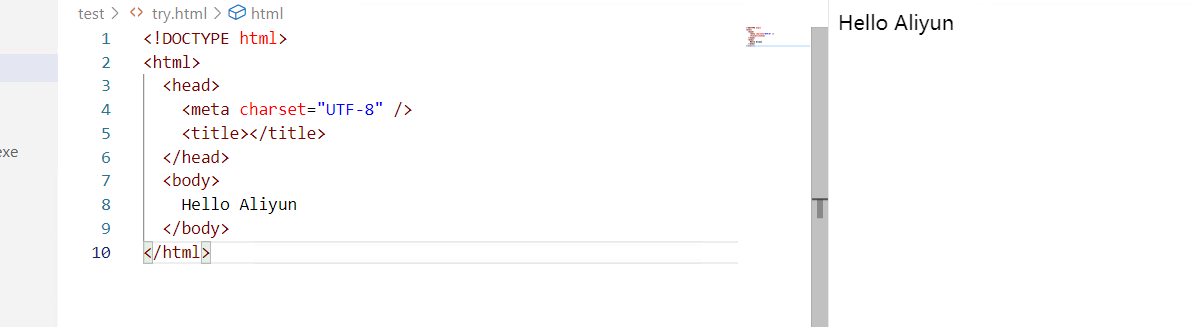 test > try.html > html
1 <!DOCTYPE html>
2 <html>
3 <head>
4 <meta charset="UTF-8" />
5 <title></title>
6 </head>
7 <body>
8 Hello Aliyun
9 </body>
10 </html>
exe
Hello Aliyun